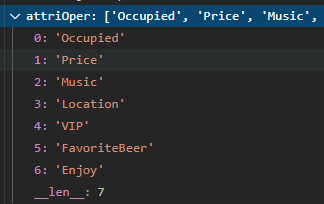 attriOper: ['Occupied', 'Price', 'Music',
0: 'Occupied'
1: 'Price'
2: 'Music'
3: 'Location'
4: 'VIP'
5: 'FavoriteBeer'
6: 'Enjoy'
__len__: 7